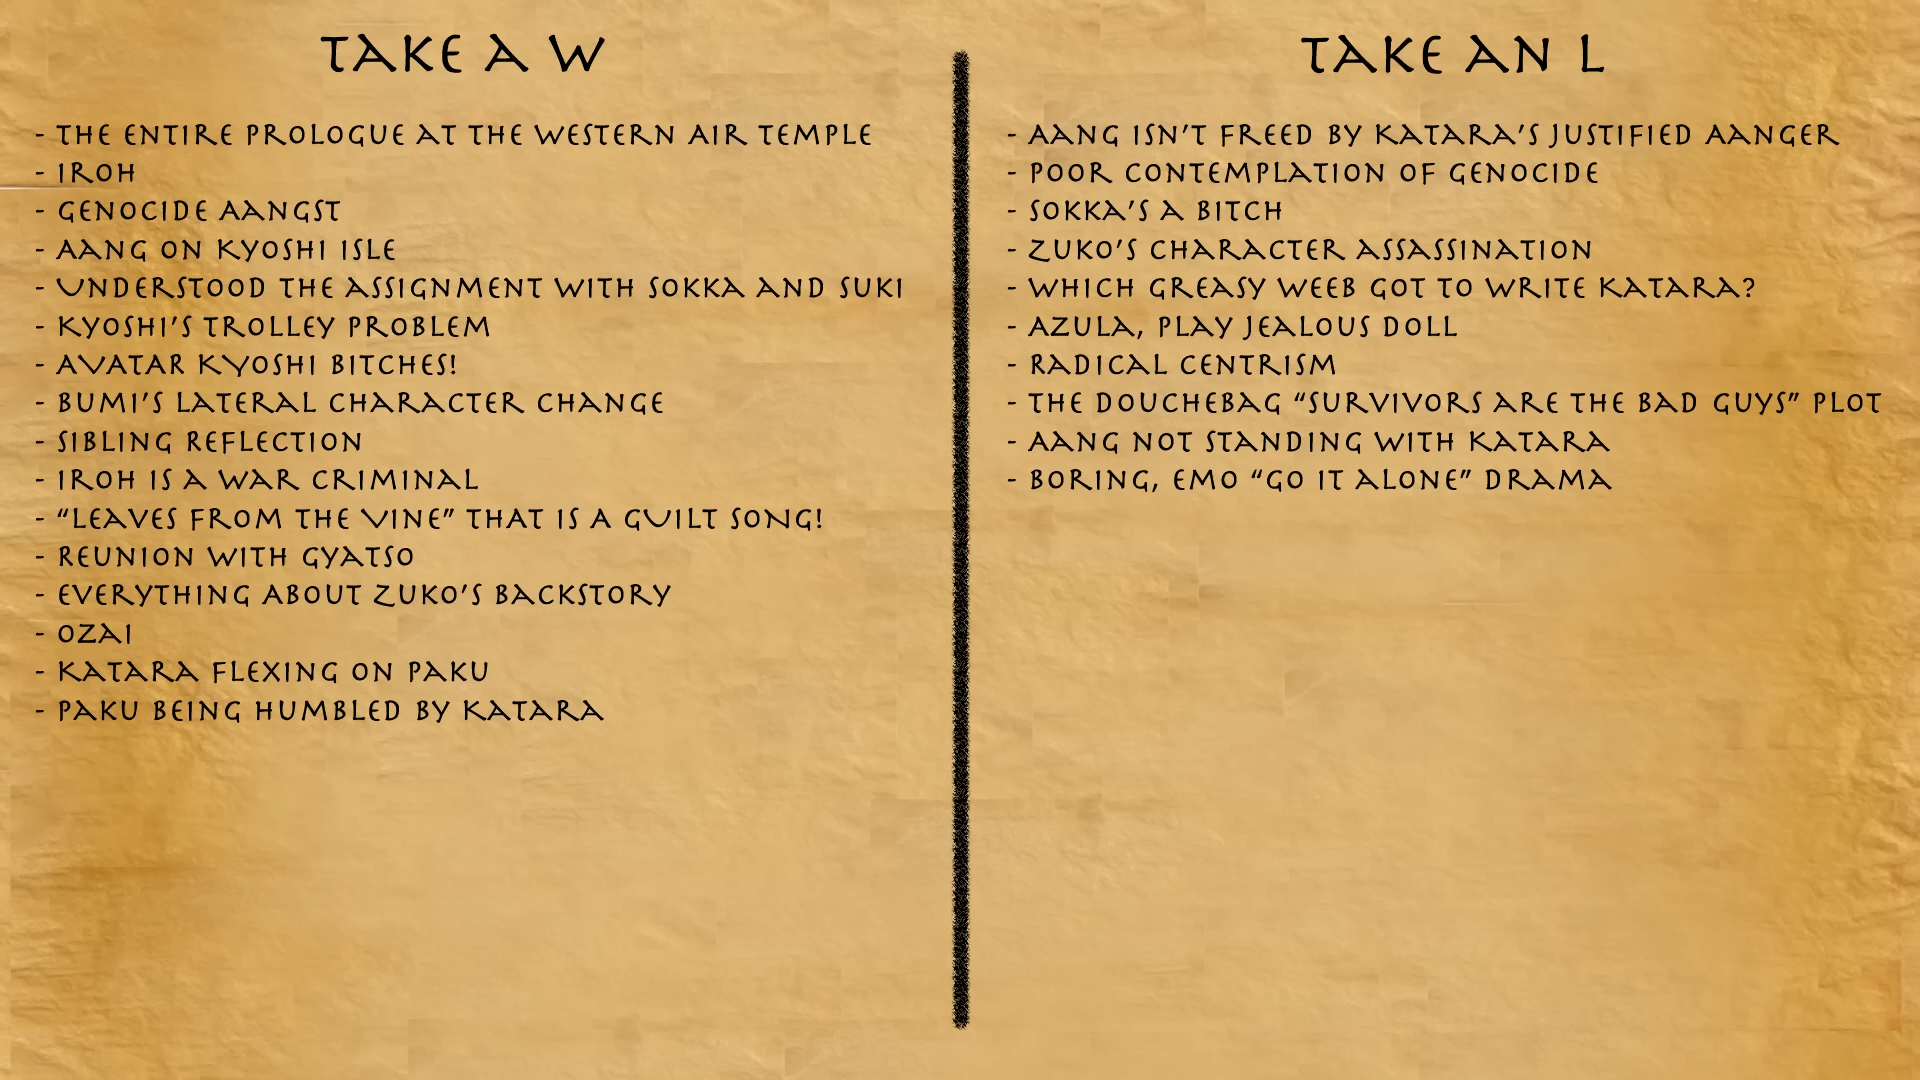 TAKE A W
- THE ENTIRE PROLOGUE AT THE WESTERN AIR TEMPLE
- IROH
- GENOCIDE AANGST
- AANG ON KYOSHI ISLE
- UNDERSTOOD THE ASSIGNMENT WITH SOKKA AND SUKI
- KYOSHI'S TROLLEY PROBLEM
- AVATAR KYOSHI BITCHES!
- BUMI'S LATERAL CHARACTER CHANGE
- SIBLING REFLECTION
- IROH IS A WAR CRIMINAL
- "LEAVES FROM THE VINE" THAT IS A GUILT SONG!
- REUNION WITH GYATSO
- EVERYTHING ABOUT ZUKO'S BACKSTORY
- OZAI
- KATARA FLEXING ON PAKU
- PAKU BEING HUMBLED BY KATARA
TAKE AN L
- AANG ISN'T FREED BY KATARA'S JUSTIFIED AANGER
- POOR CONTEMPLATION OF GENOCIDE
- SOKKA'S A BITCH
- ZUKO'S CHARACTER ASSASSINATION
- WHICH GREASY WEEB GOT TO WRITE KATARA?
- AZULA, PLAY JEALOUS DOLL
- RADICAL CENTRISM
- THE DOUCHEBAG "SURVIVORS ARE THE BAD GUYS" PLOT
- AANG NOT STANDING WITH KATARA
- BORING, EMO "GO IT ALONE" DRAMA